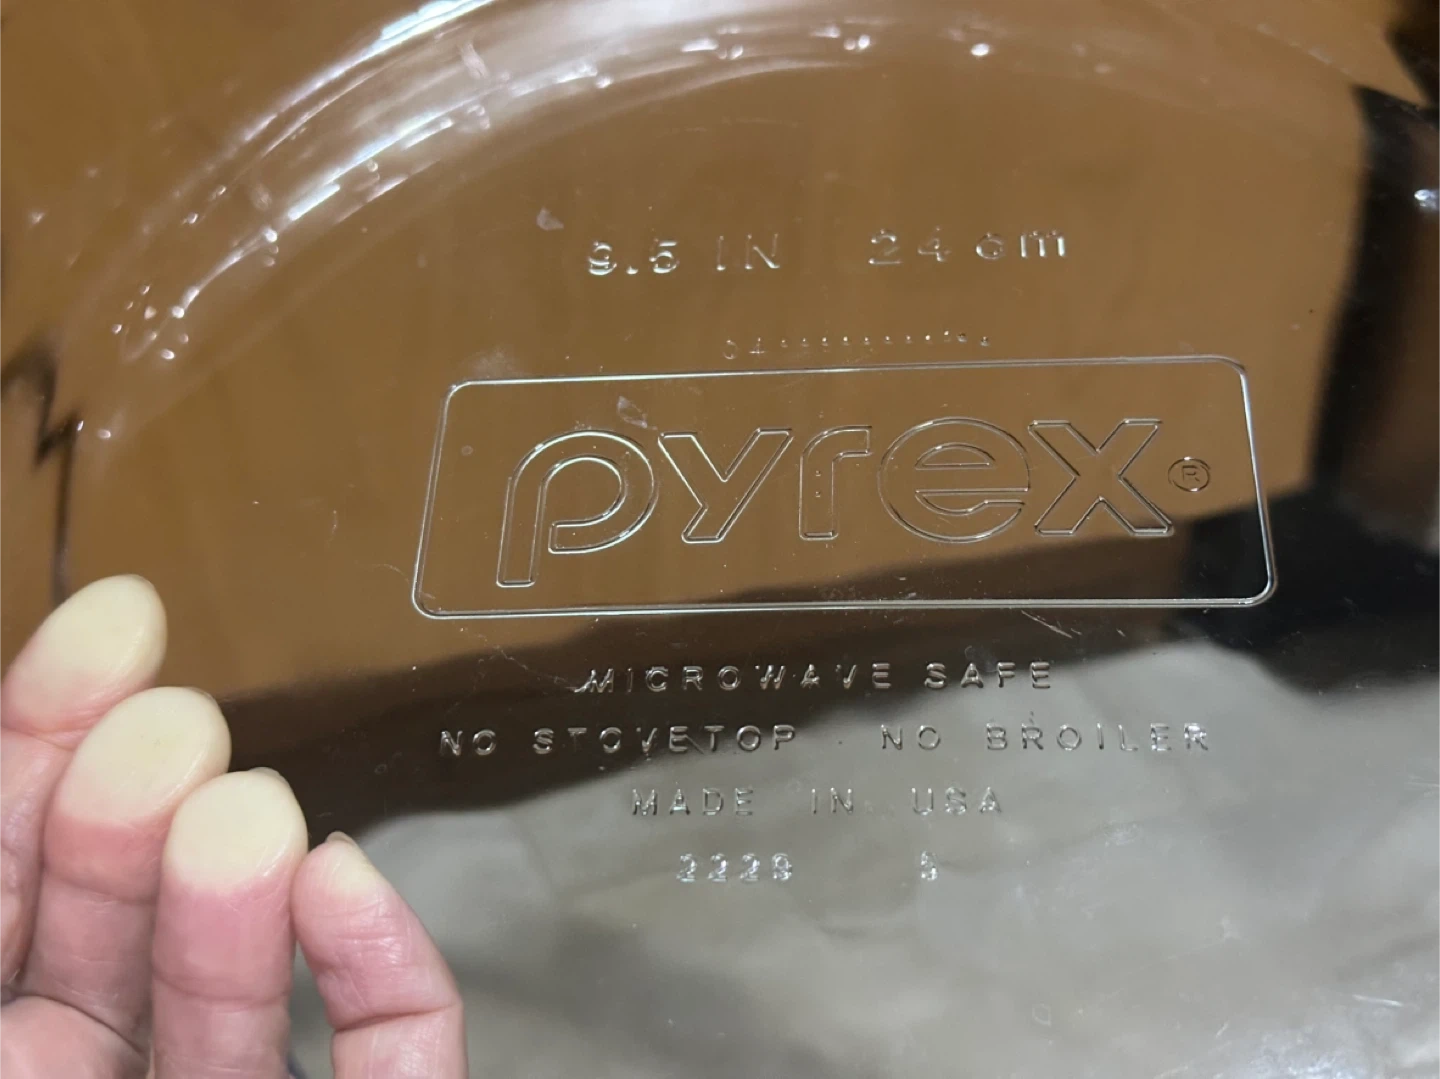 9.5 IN 24 cm
pyrex®
MICROWAVE SAFE
NO STOVETOP · NO BROILER
MADE IN USA